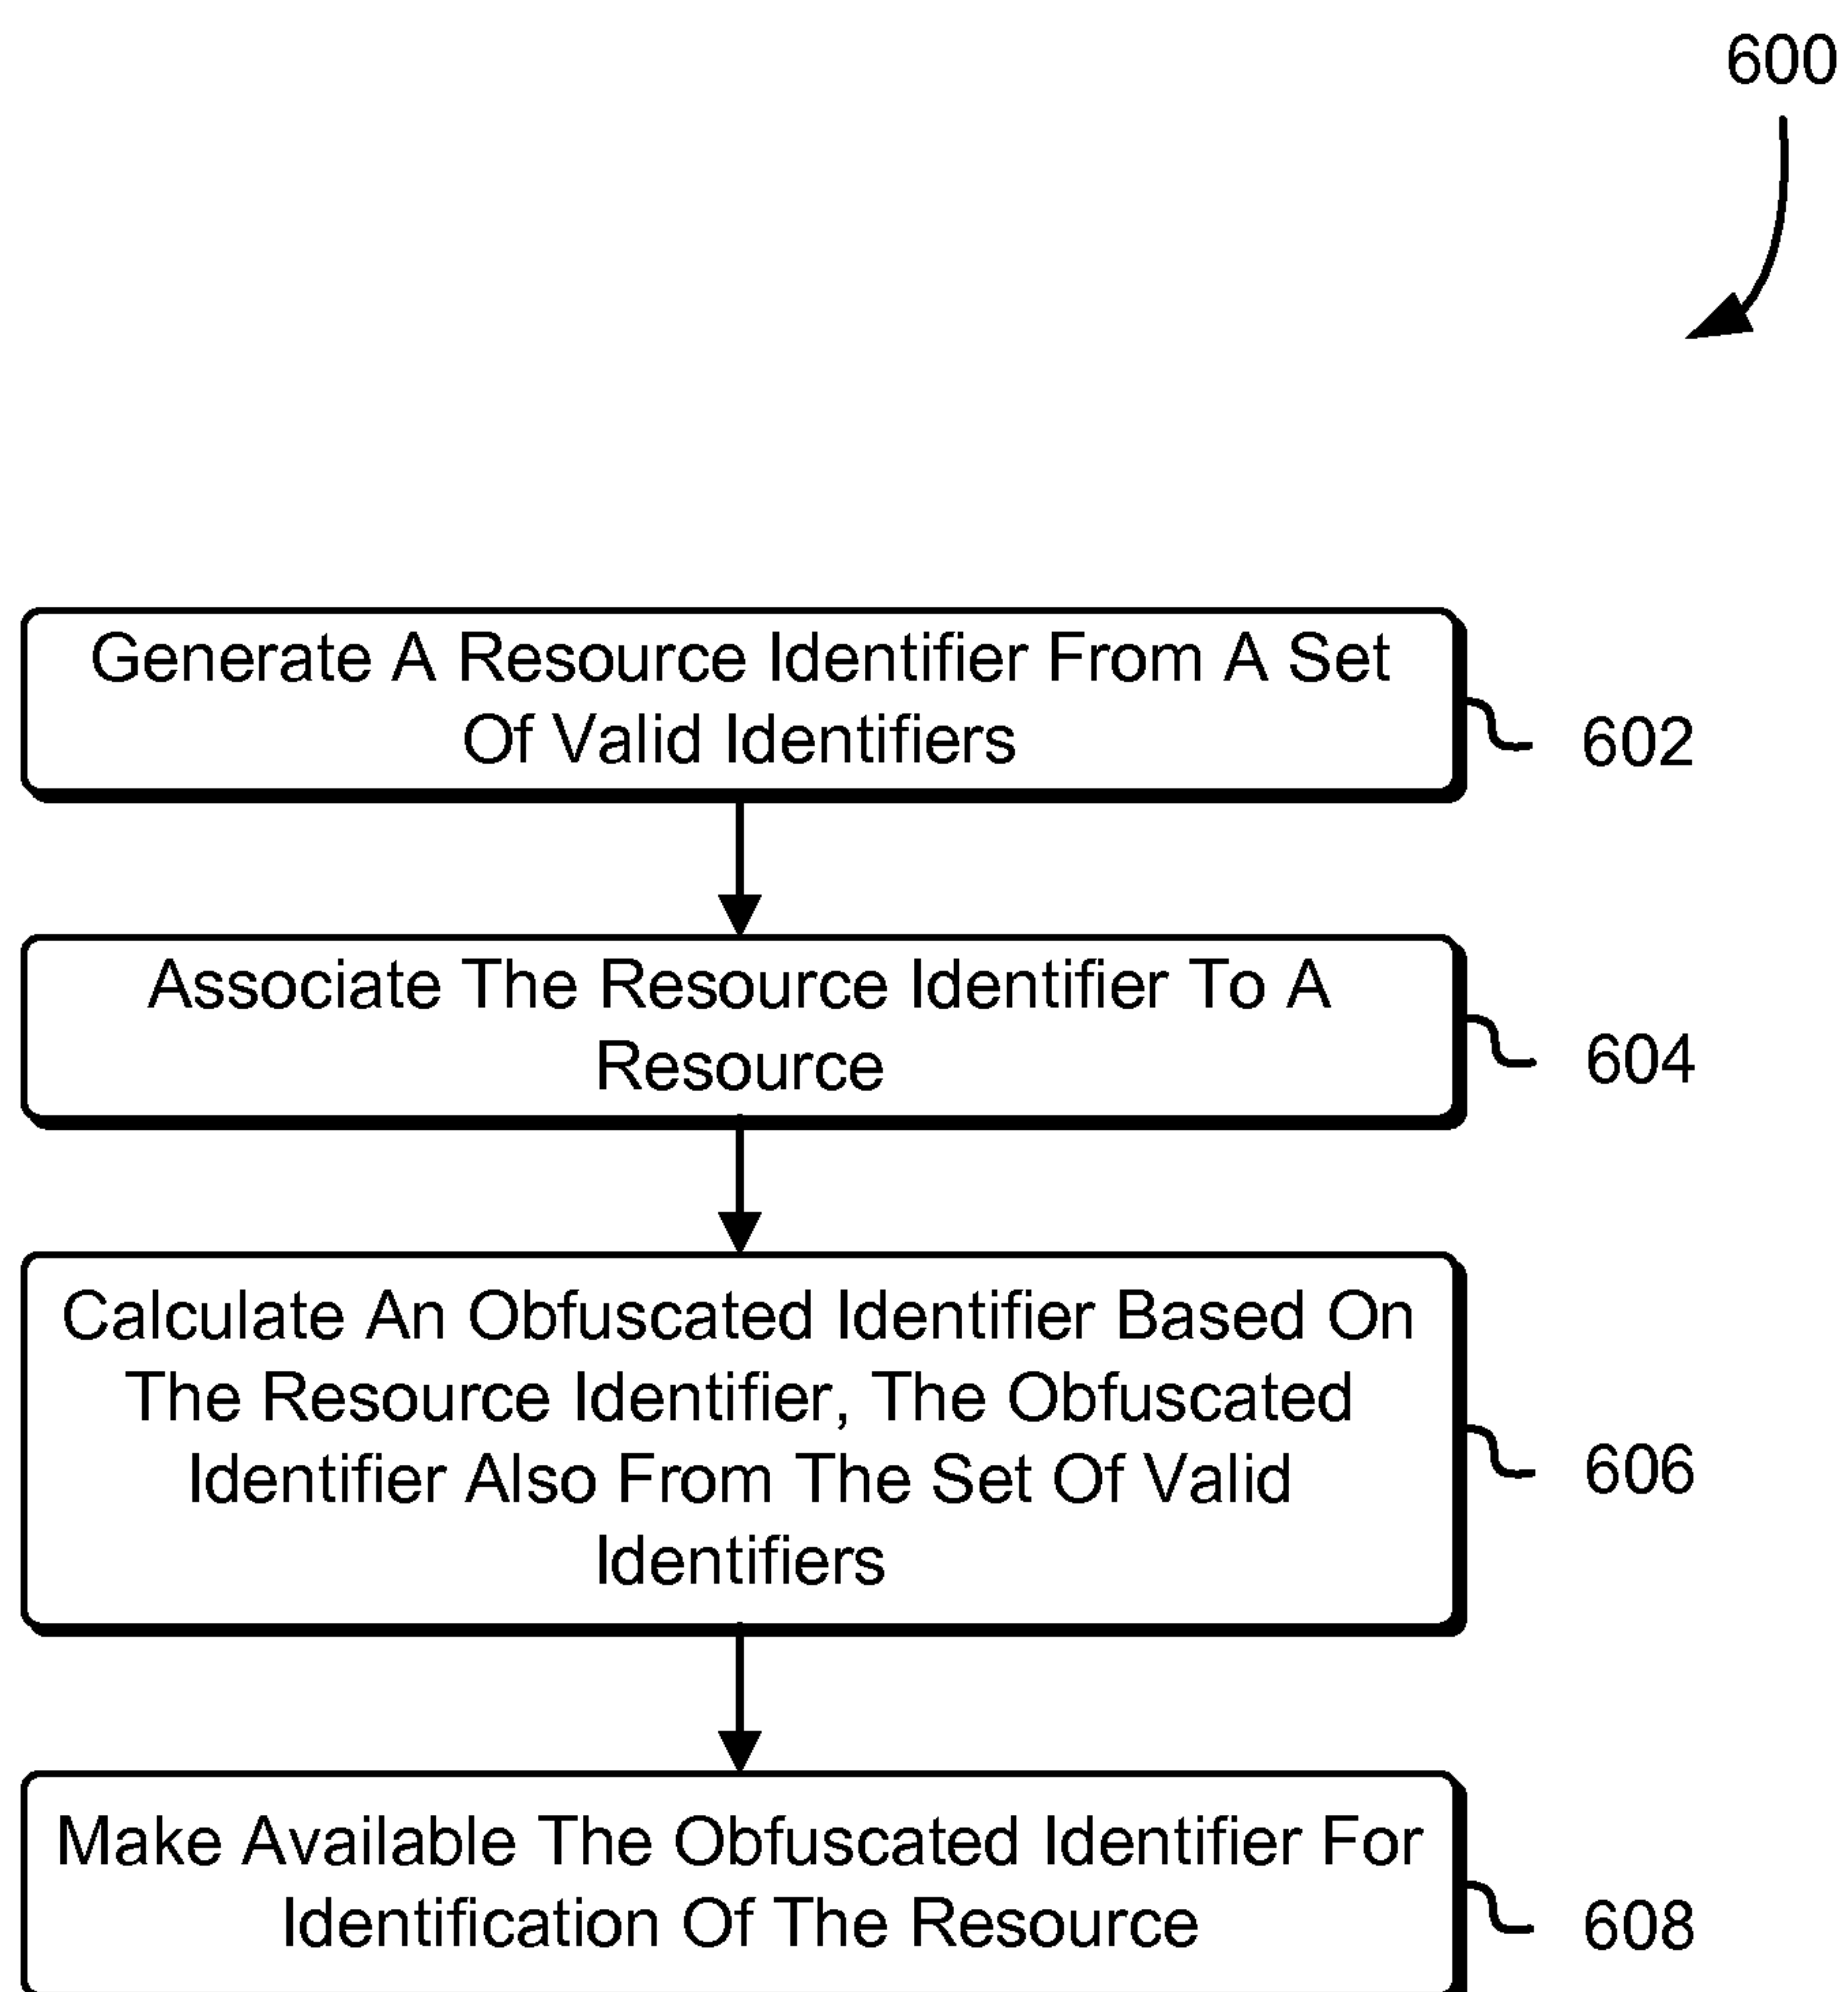 600
Generate A Resource Identifier From A Set
Of Valid Identifiers
602
Associate The Resource Identifier To A
Resource
604
Calculate An Obfuscated Identifier Based On
The Resource Identifier, The Obfuscated
Identifier Also From The Set Of Valid
Identifiers
606
Make Available The Obfuscated Identifier For
Identification Of The Resource
608